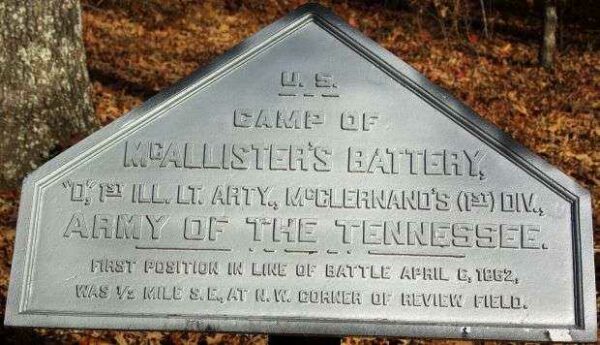 U. S.
CAMP OF
McALLISTER'S BATTERY,
"D," 1ST ILL. LT. ARTY., McCLERNAND'S (1ST) DIV.,
ARMY OF THE TENNESSEE.
FIRST POSITION IN LINE OF BATTLE APRIL 6, 1862,
WAS 1/2 MILE S. E., AT N. W. CORNER OF REVIEW FIELD.